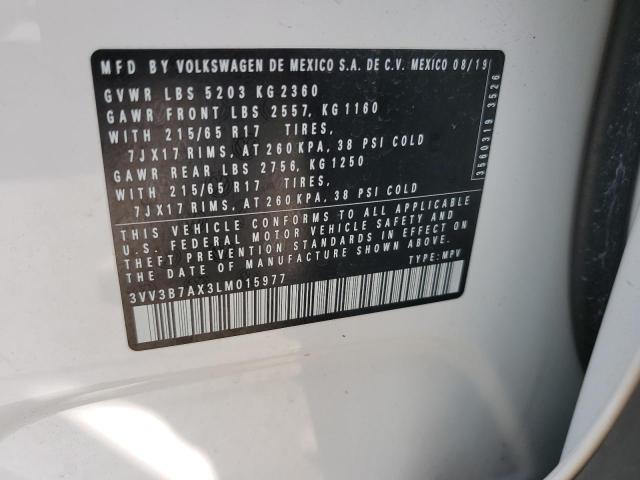 MFD BY VOLKSWAGEN DE MEXICO S.A. DE C.V. MEXICO 08/19
GVWR LBS 5203 KG 2360
GAWR FRONT LBS 2557, KG 1160
WITH 215/65 R17 TIRES,
7JX17 RIMS, AT 260 KPA, 38 PSI COLD
GAWR REAR LBS 2756, KG 1250
WITH 215/65 R17 TIRES,
7JX17 RIMS, AT 260 KPA, 38 PSI COLD
THIS VEHICLE CONFORMS TO ALL APPLICABLE
U.S. FEDERAL MOTOR VEHICLE SAFETY AND
THEFT PREVENTION STANDARDS IN EFFECT ON
THE DATE OF MANUFACTURE SHOWN ABOVE.
3VV3B7AX3LM015977 TYPE: MPV
3560319 3526